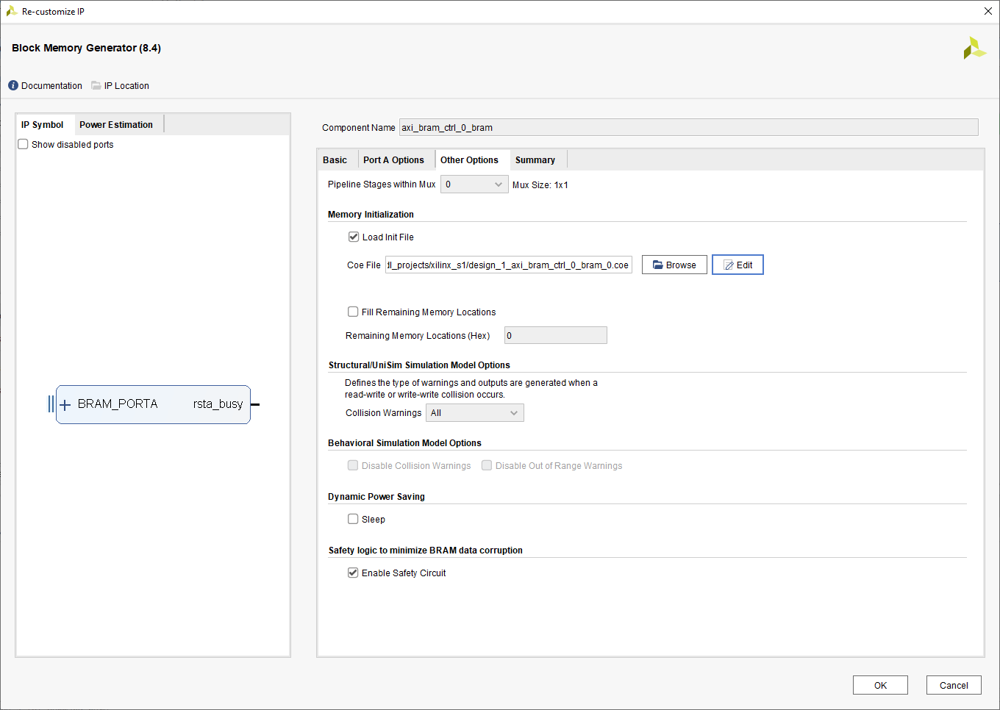 Re-customize IP
Block Memory Generator (8.4)
Documentation IP Location
IP Symbol Power Estimation
Show disabled ports
BRAM_PORTA rsta_busy
Component Name axi_bram_ctrl_0_bram
Basic Port A Options Other Options Summary
Pipeline Stages within Mux 0 Mux Size: 1x1
Memory Initialization
Load Init File
Coe File dl_projects/xilinx_s1/design_1_axi_bram_ctrl_0_bram_0.coe Browse Edit
Fill Remaining Memory Locations
Remaining Memory Locations (Hex) 0
Structural/UniSim Simulation Model Options
Defines the type of warnings and outputs are generated when a
read-write or write-write collision occurs.
Collision Warnings All
Behavioral Simulation Model Options
Disable Collision Warnings Disable Out of Range Warnings
Dynamic Power Saving
Sleep
Safety logic to minimize BRAM data corruption
Enable Safety Circuit
OK Cancel